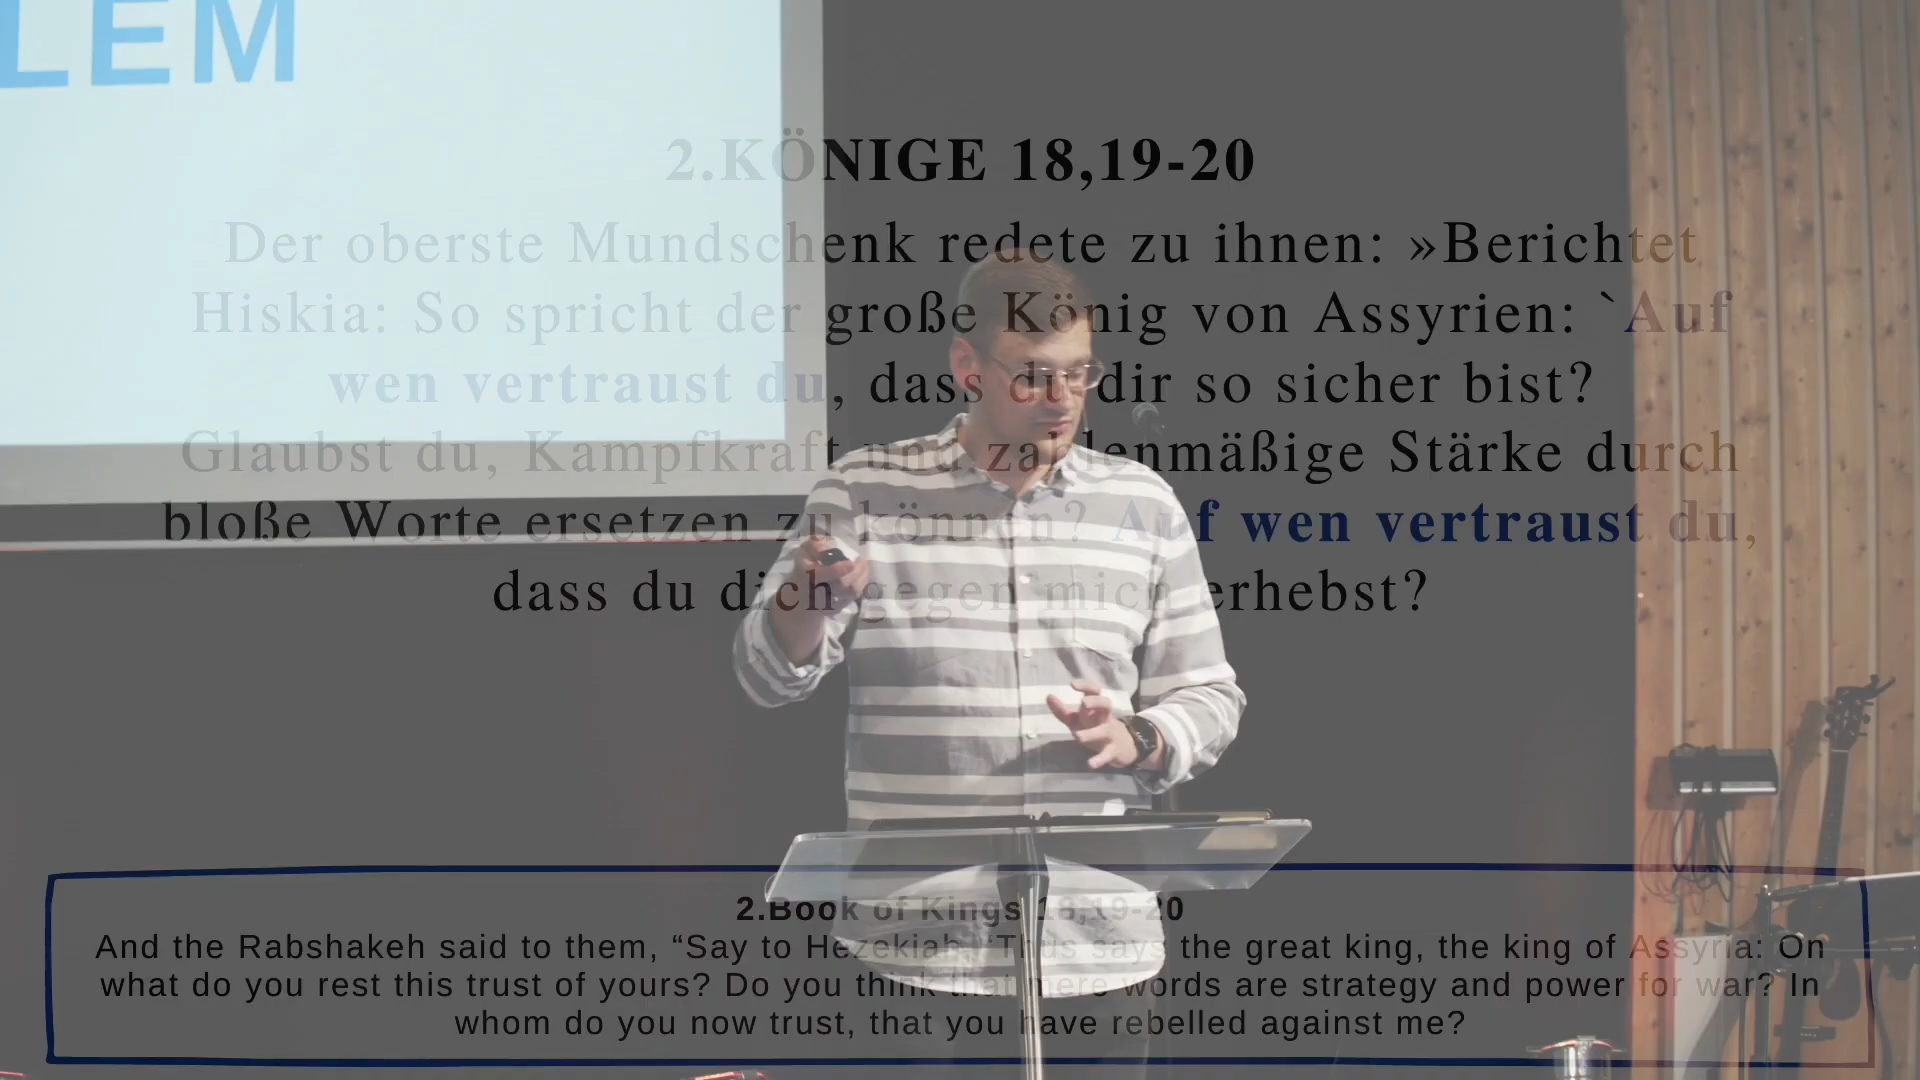 LEM
2.KÖNIGE 18,19-20
Der oberste Mundschenk redete zu ihnen: »Berichtet
Hiskia: So spricht der große König von Assyrien: `Auf
wen vertraust du, dass du dir so sicher bist?
Glaubst du, Kampfkraft und zahlenmäßige Stärke durch
bloße Worte ersetzen zu können? Auf wen vertraust du,
dass du dich gegen mich erhebst?
2.Book of Kings 18:19-20
And the Rabshakeh said to them, “Say to Hezekiah, ‘Thus says the great king, the king of Assyria: On
what do you rest this trust of yours? Do you think that mere words are strategy and power for war? In
whom do you now trust, that you have rebelled against me?